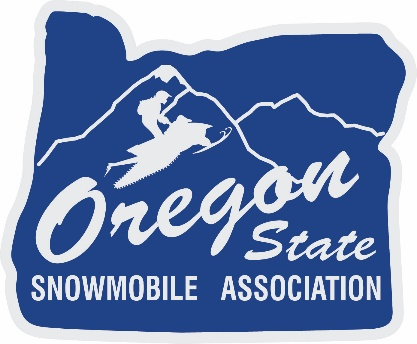 Oregon
State
SNOWMOBILE ASSOCIATION